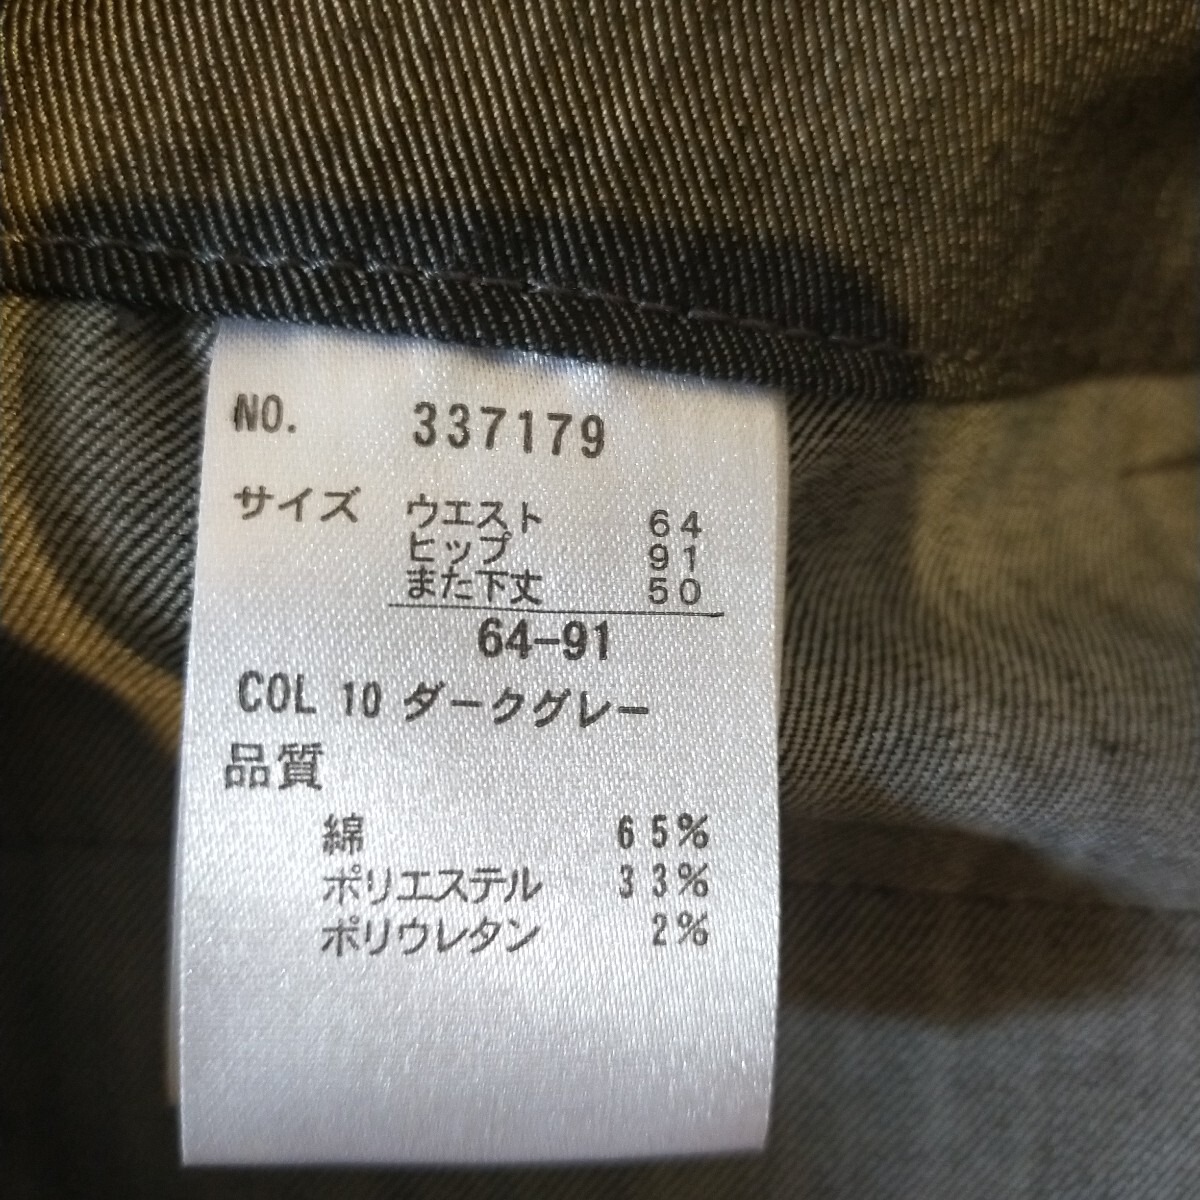 NO. 337179
サイズ ウエスト 64
ヒップ 91
また下丈 50
64-91
COL 10 ダークグレー
品質
綿 65%
ポリエステル 33%
ポリウレタン 2%